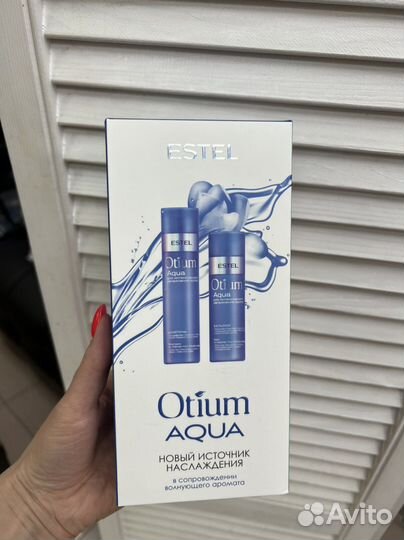 ESTEL
ESTEL
Otium
Aqua
ESTEL
Otium
Aqua
Otium
AQUA
НОВЫЙ ИСТОЧНИК
НАСЛАЖДЕНИЯ
в сопровождении
волнующего аромата
Avito